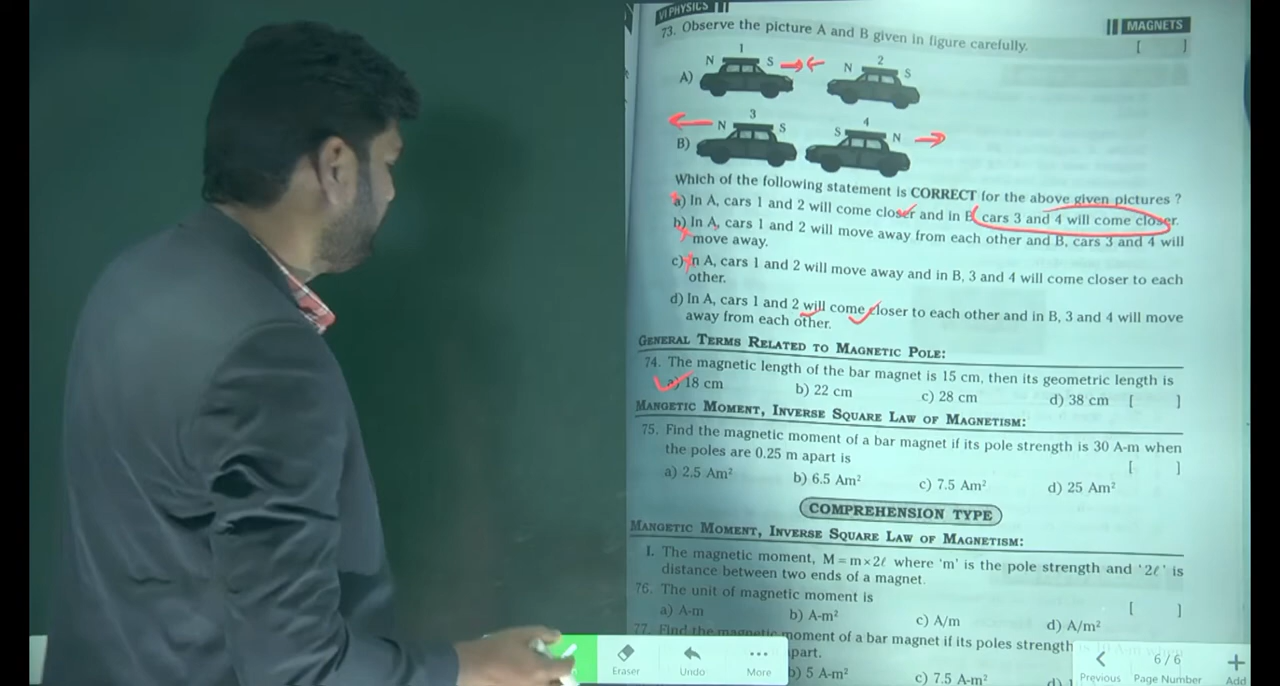 VI PHYSICS
MAGNETS
73. Observe the picture A and B given in figure carefully. [ ]
A) N 1 S N 2 S
B) N 3 S S 4 N
Which of the following statement is CORRECT for the above given pictures ?
a) In A, cars 1 and 2 will come closer and in B cars 3 and 4 will come closer.
b) In A, cars 1 and 2 will move away from each other and B, cars 3 and 4 will
move away.
c) In A, cars 1 and 2 will move away and in B, 3 and 4 will come closer to each
other.
d) In A, cars 1 and 2 will come closer to each other and in B, 3 and 4 will move
away from each other.
GENERAL TERMS RELATED TO MAGNETIC POLE:
74. The magnetic length of the bar magnet is 15 cm, then its geometric length is
a) 18 cm b) 22 cm c) 28 cm d) 38 cm [ ]
MANGETIC MOMENT, INVERSE SQUARE LAW OF MAGNETISM:
75. Find the magnetic moment of a bar magnet if its pole strength is 30 A-m when
the poles are 0.25 m apart is [ ]
a) 2.5 Am² b) 6.5 Am² c) 7.5 Am² d) 25 Am²
COMPREHENSION TYPE
MANGETIC MOMENT, INVERSE SQUARE LAW OF MAGNETISM:
I. The magnetic moment, M = m × 2ℓ where 'm' is the pole strength and '2ℓ' is
distance between two ends of a magnet.
76. The unit of magnetic moment is [ ]
a) A-m b) A-m² c) A/m d) A/m²
77. Find the magnetic moment of a bar magnet if its poles strength
apart.
b) 5 A-m² c) 7.5 A-m² d)
Eraser Undo More
6/6
Previous Page Number Add